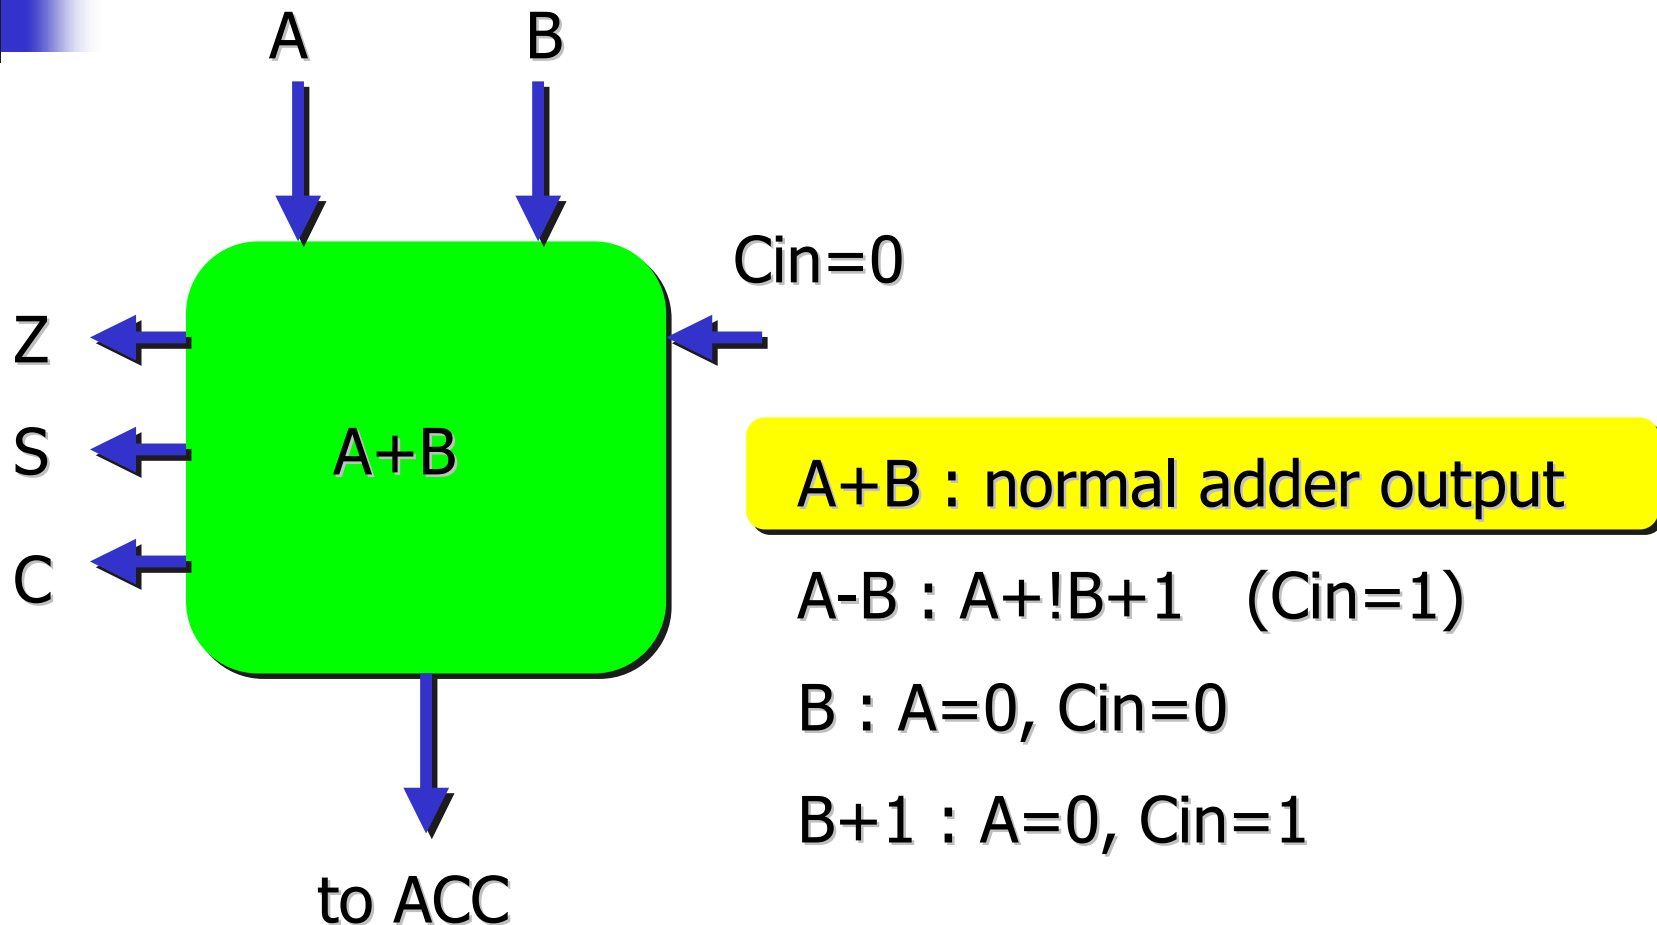 A
B
Cin=0
Z
S
A+B
C
A+B : normal adder output
A-B : A+!B+1 (Cin=1)
B : A=0, Cin=0
B+1 : A=0, Cin=1
to ACC